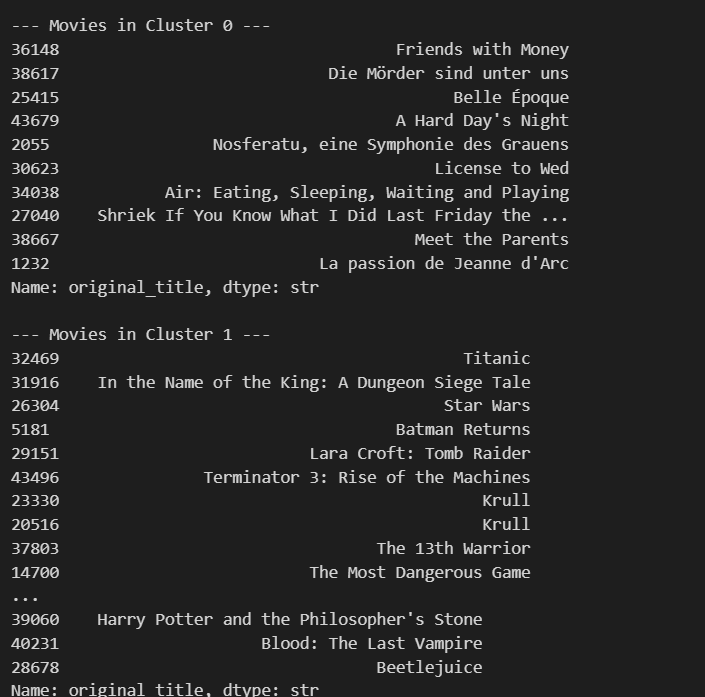 --- Movies in Cluster 0 ---
36148 Friends with Money
38617 Die Mörder sind unter uns
25415 Belle Époque
43679 A Hard Day's Night
2055 Nosferatu, eine Symphonie des Grauens
30623 License to Wed
34038 Air: Eating, Sleeping, Waiting and Playing
27040 Shriek If You Know What I Did Last Friday the ...
38667 Meet the Parents
1232 La passion de Jeanne d'Arc
Name: original_title, dtype: str
--- Movies in Cluster 1 ---
32469 Titanic
31916 In the Name of the King: A Dungeon Siege Tale
26304 Star Wars
5181 Batman Returns
29151 Lara Croft: Tomb Raider
43496 Terminator 3: Rise of the Machines
23330 Krull
20516 Krull
37803 The 13th Warrior
14700 The Most Dangerous Game
...
39060 Harry Potter and the Philosopher's Stone
40231 Blood: The Last Vampire
28678 Beetlejuice
Name: original_title, dtype: str